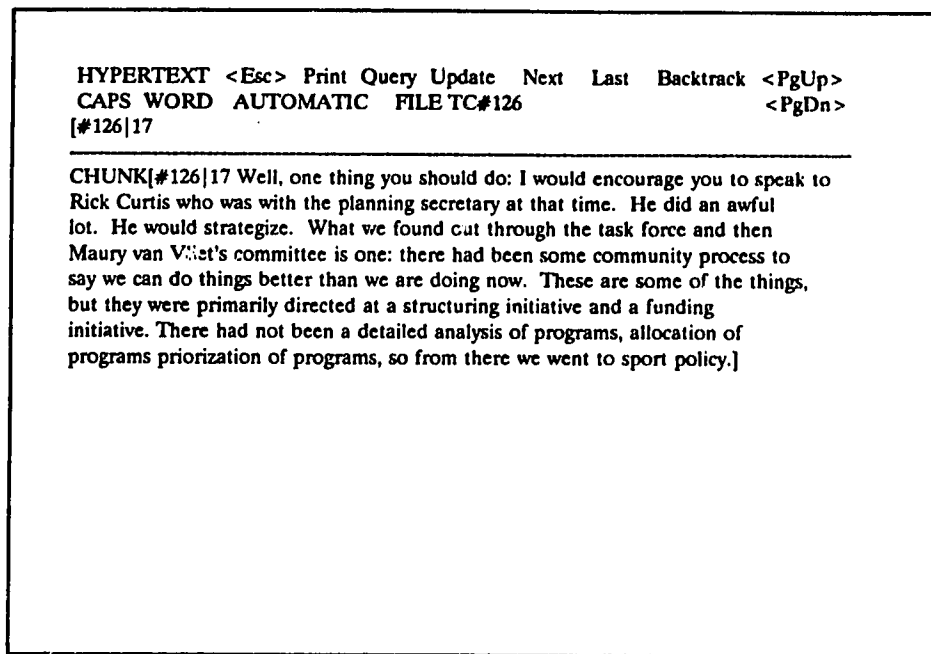 HYPERTEXT <Esc> Print Query Update Next Last Backtrack <PgUp>
CAPS WORD AUTOMATIC FILE TC#126 <PgDn>
[#126|17
CHUNK[#126|17 Well, one thing you should do: I would encourage you to speak to
Rick Curtis who was with the planning secretary at that time. He did an awful
lot. He would strategize. What we found out through the task force and then
Maury van Vliet's committee is one: there had been some community process to
say we can do things better than we are doing now. These are some of the things,
but they were primarily directed at a structuring initiative and a funding
initiative. There had not been a detailed analysis of programs, allocation of
programs priorization of programs, so from there we went to sport policy.]